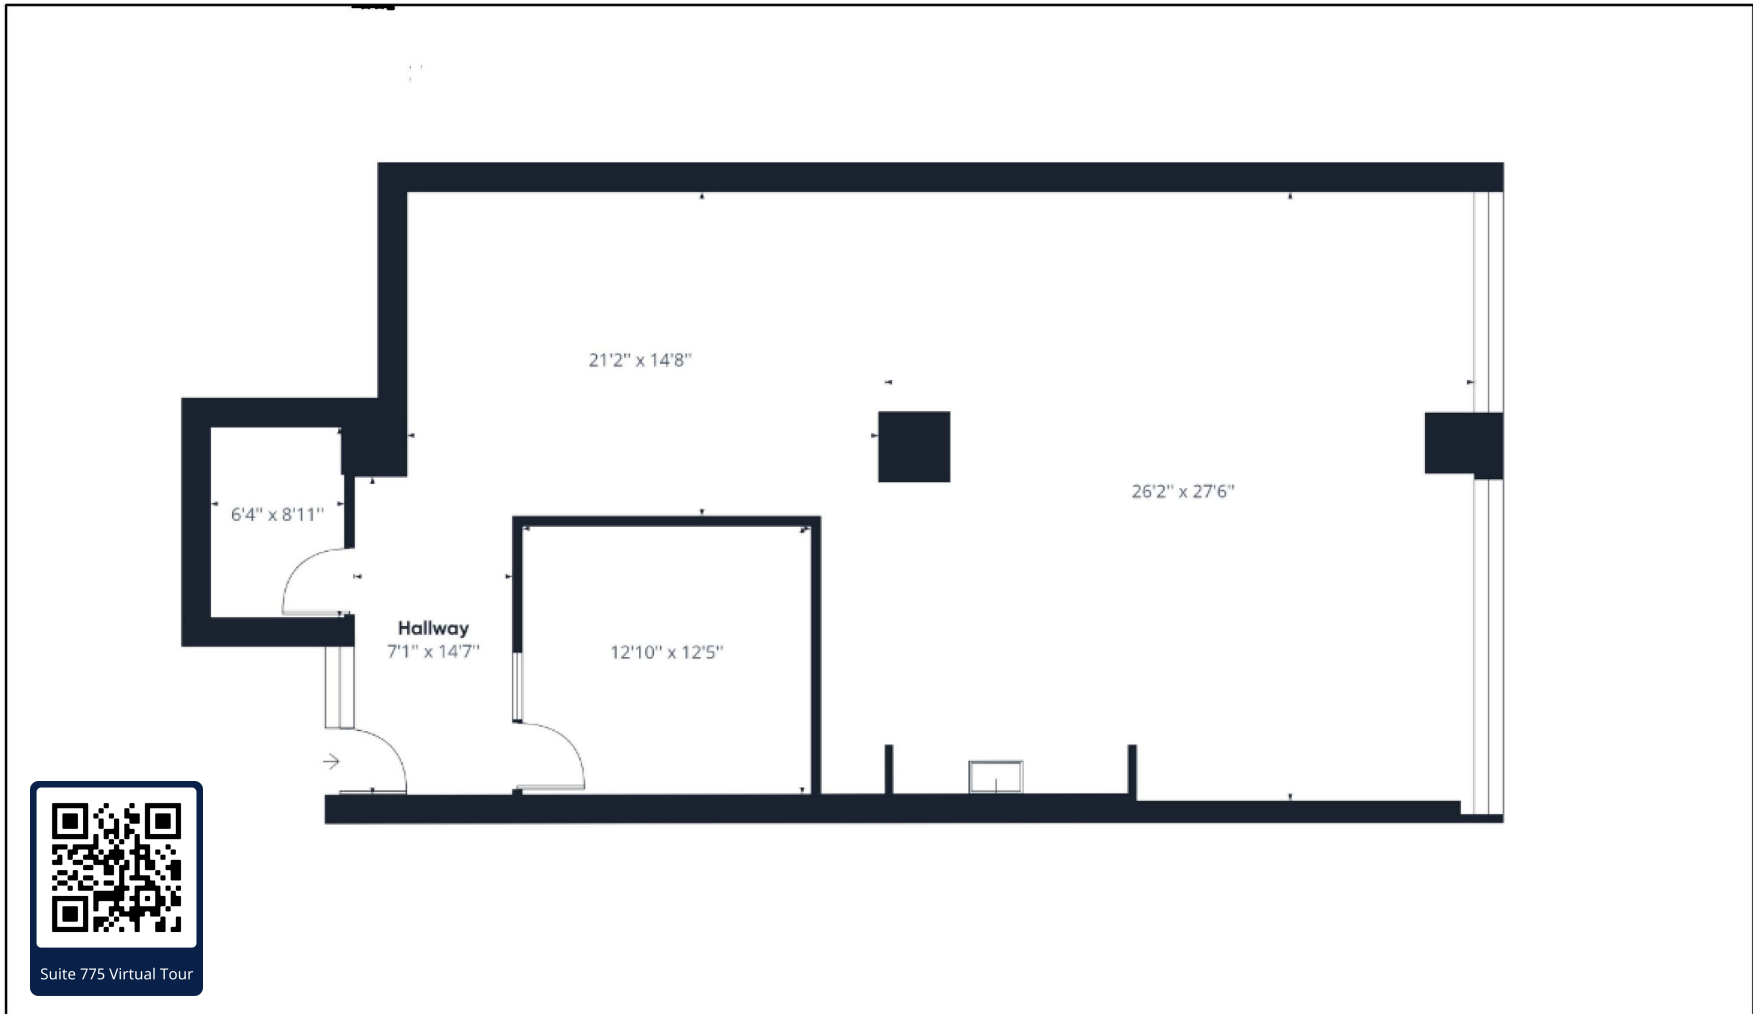 21'2" x 14'8"
26'2" x 27'6"
6'4" x 8'11"
Hallway
7'1" x 14'7"
12'10" x 12'5"
Suite 775 Virtual Tour